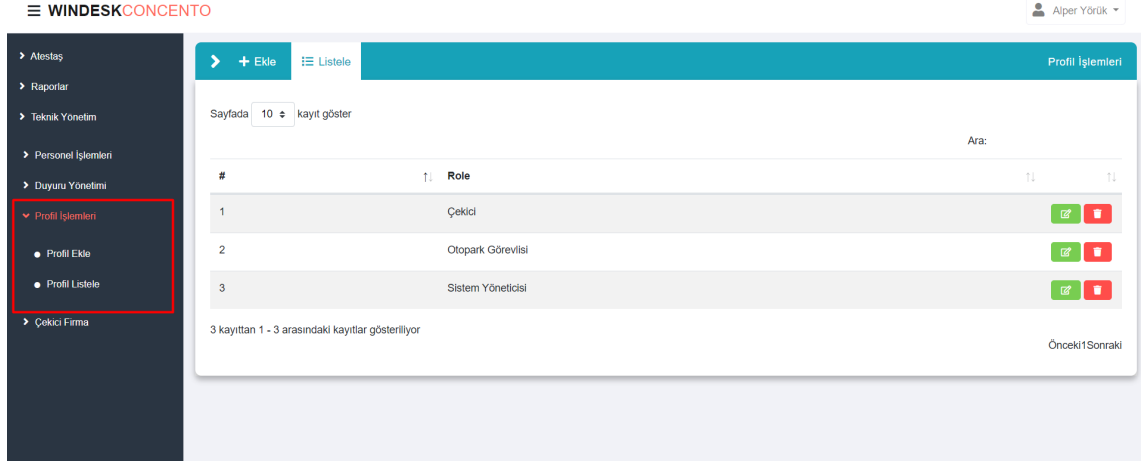 WINDESKCONCENTO
Alper Yörük
Atestaş
Raporlar
Teknik Yönetim
Personel İşlemleri
Duyuru Yönetimi
Profil İşlemleri
Profil Ekle
Profil Listele
Çekici Firma
Ekle Listele Profil İşlemleri
Sayfada 10 kayıt göster
Ara:
# Role
1 Çekici
2 Otopark Görevlisi
3 Sistem Yöneticisi
3 kayıttan 1 - 3 arasındaki kayıtlar gösteriliyor
Önceki1Sonraki